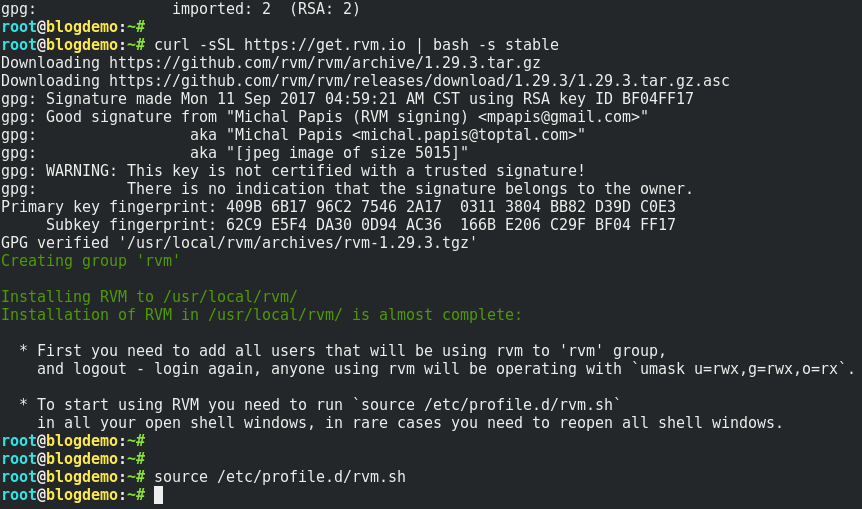 gpg:               imported: 2  (RSA: 2)
root@blogdemo:~#
root@blogdemo:~# curl -sSL https://get.rvm.io | bash -s stable
Downloading https://github.com/rvm/rvm/archive/1.29.3.tar.gz
Downloading https://github.com/rvm/rvm/releases/download/1.29.3/1.29.3.tar.gz.asc
gpg: Signature made Mon 11 Sep 2017 04:59:21 AM CST using RSA key ID BF04FF17
gpg: Good signature from "Michal Papis (RVM signing) <mpapis@gmail.com>"
gpg:                 aka "Michal Papis <michal.papis@toptal.com>"
gpg:                 aka "[jpeg image of size 5015]"
gpg: WARNING: This key is not certified with a trusted signature!
gpg:          There is no indication that the signature belongs to the owner.
Primary key fingerprint: 409B 6B17 96C2 7546 2A17  0311 3804 BB82 D39D C0E3
     Subkey fingerprint: 62C9 E5F4 DA30 0D94 AC36  166B E206 C29F BF04 FF17
GPG verified '/usr/local/rvm/archives/rvm-1.29.3.tgz'
Creating group 'rvm'

Installing RVM to /usr/local/rvm/
Installation of RVM in /usr/local/rvm/ is almost complete:

  * First you need to add all users that will be using rvm to 'rvm' group,
    and logout - login again, anyone using rvm will be operating with `umask u=rwx,g=rwx,o=rx`.

  * To start using RVM you need to run `source /etc/profile.d/rvm.sh`
    in all your open shell windows, in rare cases you need to reopen all shell windows.
root@blogdemo:~#
root@blogdemo:~#
root@blogdemo:~# source /etc/profile.d/rvm.sh
root@blogdemo:~#